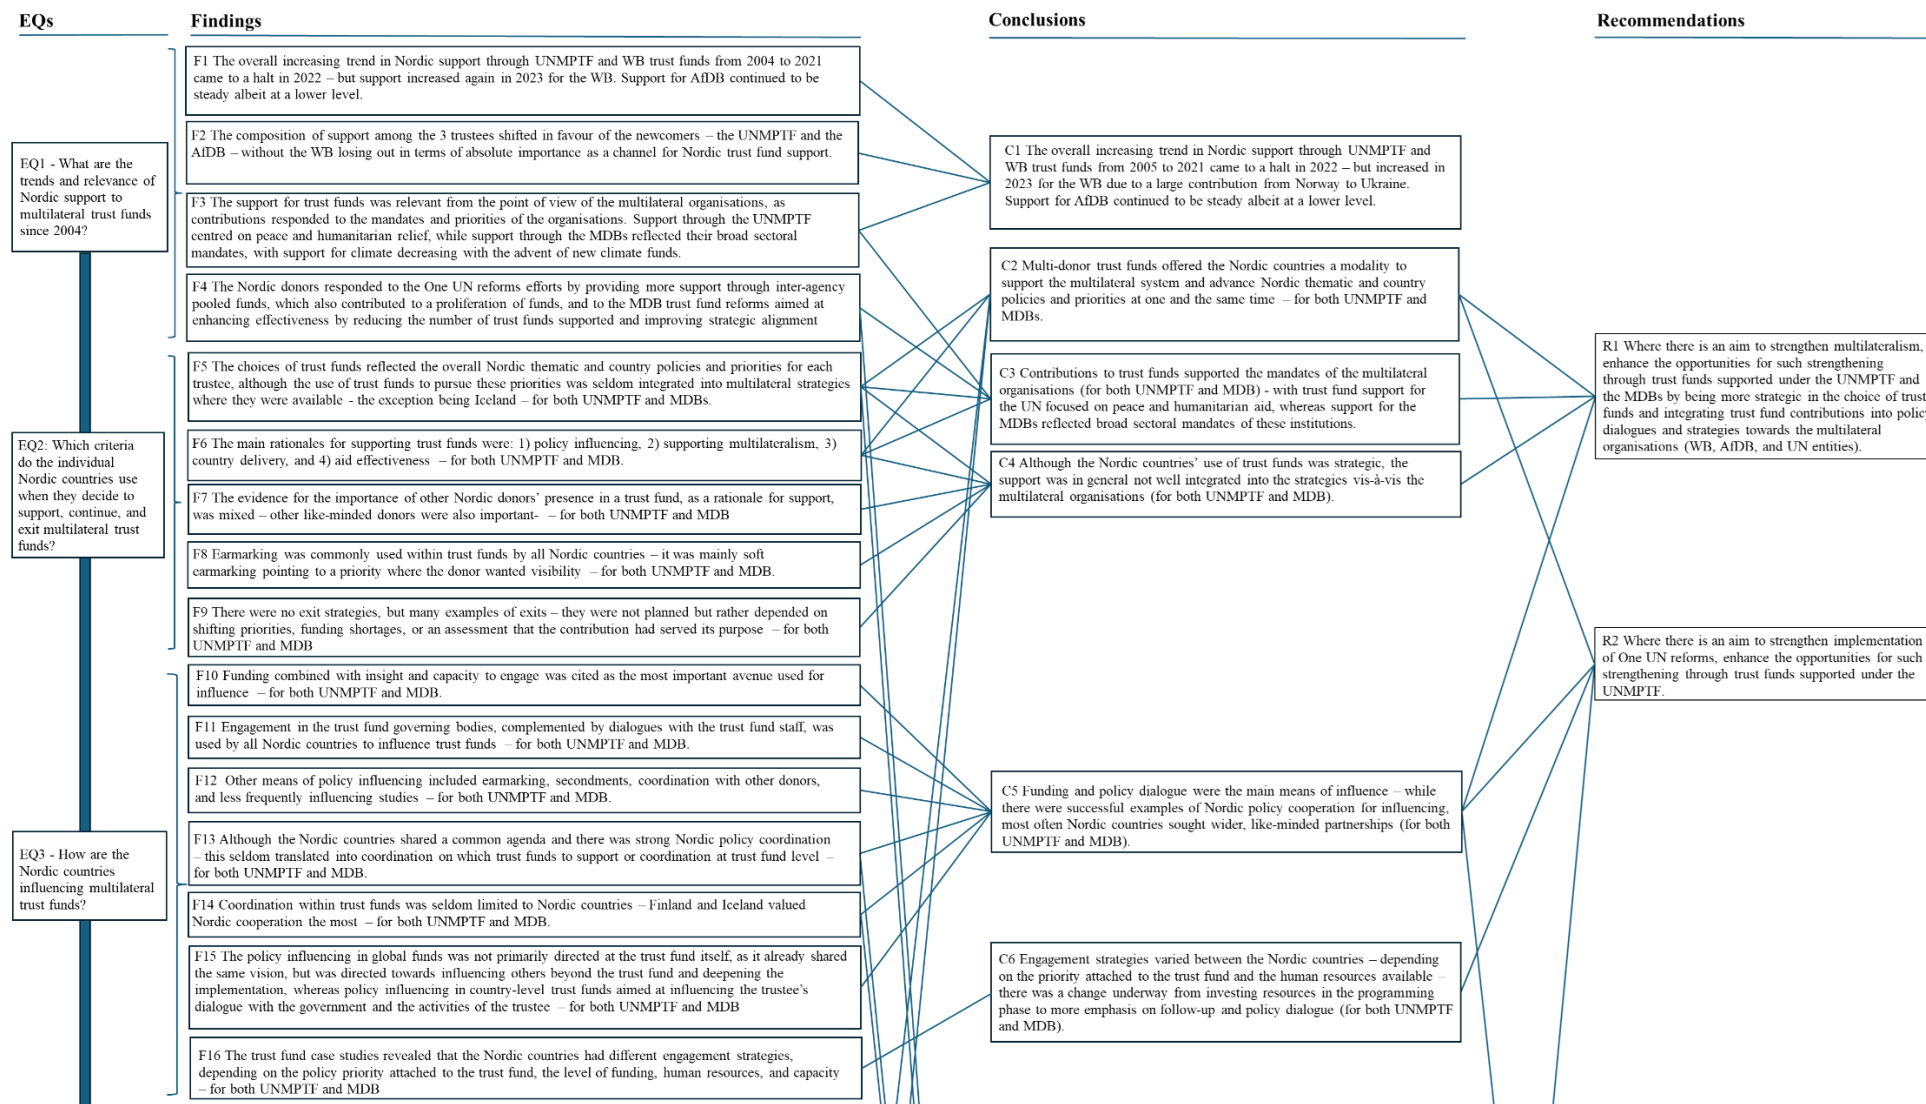 EQs
Findings
Conclusions
Recommendations
EQ1 - What are the
trends and relevance of
Nordic support to
multilateral trust funds
since 2004?
EQ2: Which criteria
do the individual
Nordic countries use
when they decide to
support, continue, and
exit multilateral trust
funds?
EQ3 - How are the
Nordic countries
influencing multilateral
trust funds?
F1 The overall increasing trend in Nordic support through UNMPTF and WB trust funds from 2004 to 2021
came to a halt in 2022 – but support increased again in 2023 for the WB. Support for AfDB continued to be
steady albeit at a lower level.
F2 The composition of support among the 3 trustees shifted in favour of the newcomers – the UNMPTF and the
AfDB – without the WB losing out in terms of absolute importance as a channel for Nordic trust fund support.
F3 The support for trust funds was relevant from the point of view of the multilateral organisations, as
contributions responded to the mandates and priorities of the organisations. Support through the UNMPTF
centred on peace and humanitarian relief, while support through the MDBs reflected their broad sectoral
mandates, with support for climate decreasing with the advent of new climate funds.
F4 The Nordic donors responded to the One UN reforms efforts by providing more support through inter-agency
pooled funds, which also contributed to a proliferation of funds, and to the MDB trust fund reforms aimed at
enhancing effectiveness by reducing the number of trust funds supported and improving strategic alignment
F5 The choices of trust funds reflected the overall Nordic thematic and country policies and priorities for each
trustee, although the use of trust funds to pursue these priorities was seldom integrated into multilateral strategies
where they were available - the exception being Iceland – for both UNMPTF and MDBs.
F6 The main rationales for supporting trust funds were: 1) policy influencing, 2) supporting multilateralism, 3)
country delivery, and 4) aid effectiveness – for both UNMPTF and MDB.
F7 The evidence for the importance of other Nordic donors’ presence in a trust fund, as a rationale for support,
was mixed – other like-minded donors were also important- – for both UNMPTF and MDB
F8 Earmarking was commonly used within trust funds by all Nordic countries – it was mainly soft
earmarking pointing to a priority where the donor wanted visibility – for both UNMPTF and MDB.
F9 There were no exit strategies, but many examples of exits – they were not planned but rather depended on
shifting priorities, funding shortages, or an assessment that the contribution had served its purpose – for both
UNMPTF and MDB
F10 Funding combined with insight and capacity to engage was cited as the most important avenue used for
influence – for both UNMPTF and MDB.
F11 Engagement in the trust fund governing bodies, complemented by dialogues with the trust fund staff, was
used by all Nordic countries to influence trust funds – for both UNMPTF and MDB.
F12 Other means of policy influencing included earmarking, secondments, coordination with other donors,
and less frequently influencing studies – for both UNMPTF and MDB.
F13 Although the Nordic countries shared a common agenda and there was strong Nordic policy coordination
– this seldom translated into coordination on which trust funds to support or coordination at trust fund level –
for both UNMPTF and MDB.
F14 Coordination within trust funds was seldom limited to Nordic countries – Finland and Iceland valued
Nordic cooperation the most – for both UNMPTF and MDB.
F15 The policy influencing in global funds was not primarily directed at the trust fund itself, as it already shared
the same vision, but was directed towards influencing others beyond the trust fund and deepening the
implementation, whereas policy influencing in country-level trust funds aimed at influencing the trustee’s
dialogue with the government and the activities of the trustee – for both UNMPTF and MDB
F16 The trust fund case studies revealed that the Nordic countries had different engagement strategies,
depending on the policy priority attached to the trust fund, the level of funding, human resources, and capacity
– for both UNMPTF and MDB
C1 The overall increasing trend in Nordic support through UNMPTF and
WB trust funds from 2005 to 2021 came to a halt in 2022 – but increased in
2023 for the WB due to a large contribution from Norway to Ukraine.
Support for AfDB continued to be steady albeit at a lower level.
C2 Multi-donor trust funds offered the Nordic countries a modality to
support the multilateral system and advance Nordic thematic and country
policies and priorities at one and the same time – for both UNMPTF and
MDBs.
C3 Contributions to trust funds supported the mandates of the multilateral
organisations (for both UNMPTF and MDB) - with trust fund support for
the UN focused on peace and humanitarian aid, whereas support for the
MDBs reflected broad sectoral mandates of these institutions.
C4 Although the Nordic countries’ use of trust funds was strategic, the
support was in general not well integrated into the strategies vis-à-vis the
multilateral organisations (for both UNMPTF and MDB).
C5 Funding and policy dialogue were the main means of influence – while
there were successful examples of Nordic policy cooperation for influencing,
most often Nordic countries sought wider, like-minded partnerships (for both
UNMPTF and MDB).
C6 Engagement strategies varied between the Nordic countries – depending
on the priority attached to the trust fund and the human resources available –
there was a change underway from investing resources in the programming
phase to more emphasis on follow-up and policy dialogue (for both UNMPTF
and MDB).
R1 Where there is an aim to strengthen multilateralism,
enhance the opportunities for such strengthening
through trust funds supported under the UNMPTF and
the MDBs by being more strategic in the choice of trust
funds and integrating trust fund contributions into policy
dialogues and strategies towards the multilateral
organisations (WB, AfDB, and UN entities).
R2 Where there is an aim to strengthen implementation
of One UN reforms, enhance the opportunities for such
strengthening through trust funds supported under the
UNMPTF.